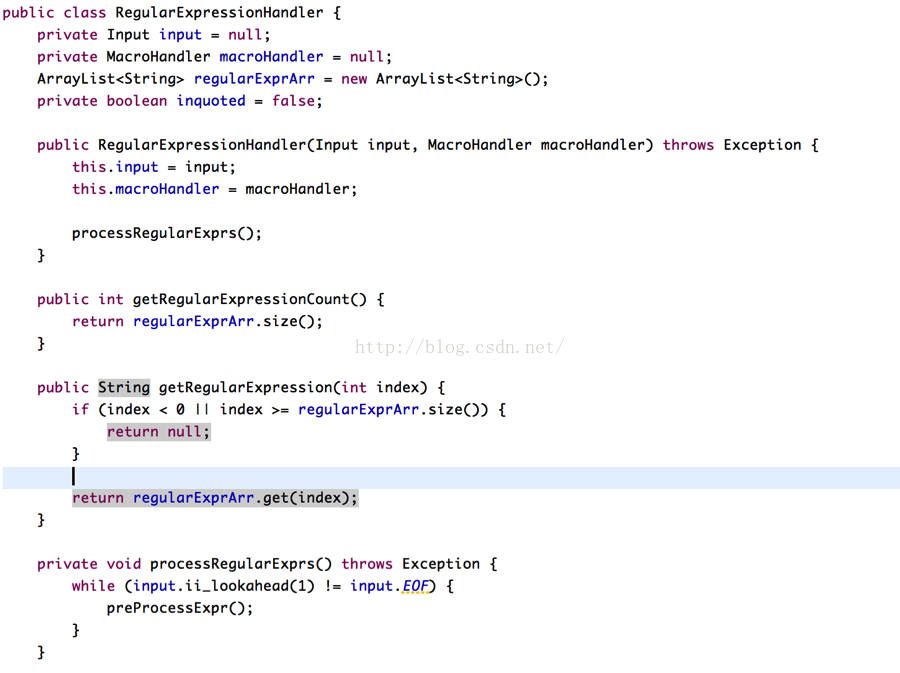 public class RegularExpressionHandler {
    private Input input = null;
    private MacroHandler macroHandler = null;
    ArrayList<String> regularExprArr = new ArrayList<String>();
    private boolean inquoted = false;

    public RegularExpressionHandler(Input input, MacroHandler macroHandler) throws Exception {
        this.input = input;
        this.macroHandler = macroHandler;

        processRegularExprs();
    }

    public int getRegularExpressionCount() {
        return regularExprArr.size();
    }
http://blog.csdn.net/

    public String getRegularExpression(int index) {
        if (index < 0 || index >= regularExprArr.size()) {
            return null;
        }

        return regularExprArr.get(index);
    }

    private void processRegularExprs() throws Exception {
        while (input.ii_lookahead(1) != input.EOF) {
            preProcessExpr();
        }
    }